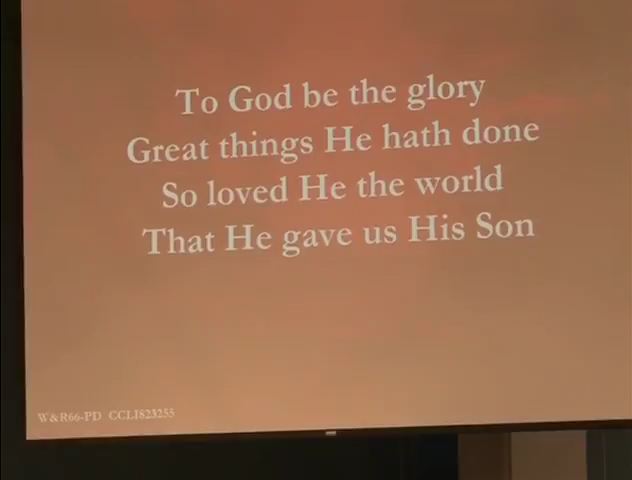 To God be the glory
Great things He hath done
So loved He the world
That He gave us His Son
W&R66-PD CCLI823255